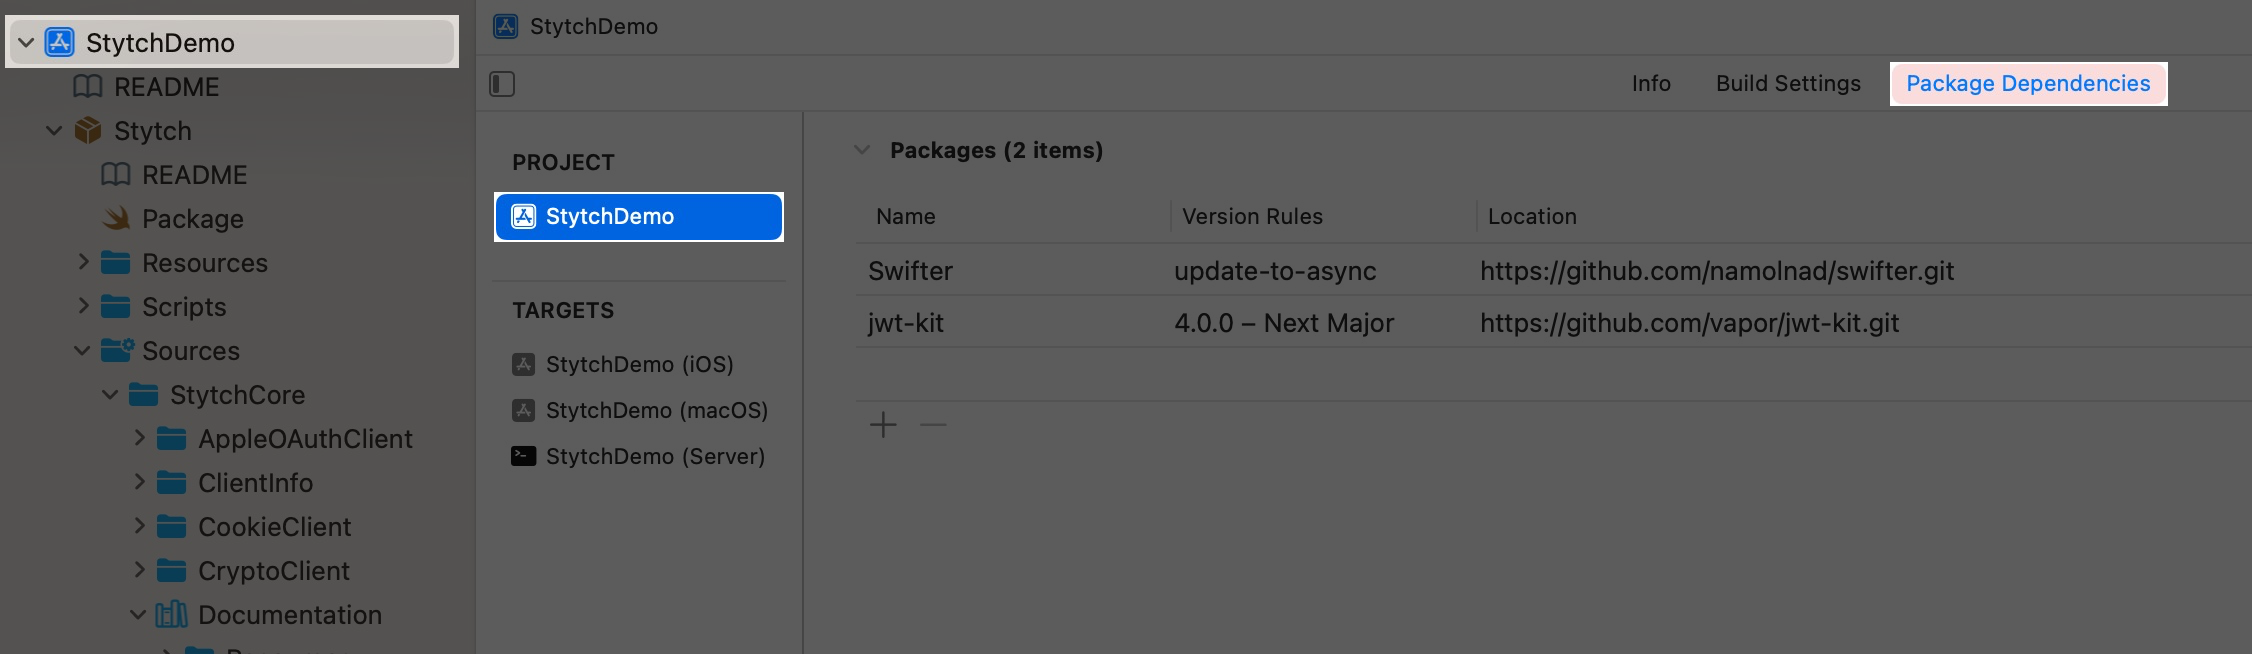 StytchDemo
README
Stytch
README
Package
Resources
Scripts
Sources
StytchCore
AppleOAuthClient
ClientInfo
CookieClient
CryptoClient
Documentation
StytchDemo
Info Build Settings Package Dependencies
PROJECT
StytchDemo
TARGETS
StytchDemo (iOS)
StytchDemo (macOS)
StytchDemo (Server)
Packages (2 items)
Name Version Rules Location
Swifter update-to-async https://github.com/namolnad/swifter.git
jwt-kit 4.0.0 – Next Major https://github.com/vapor/jwt-kit.git